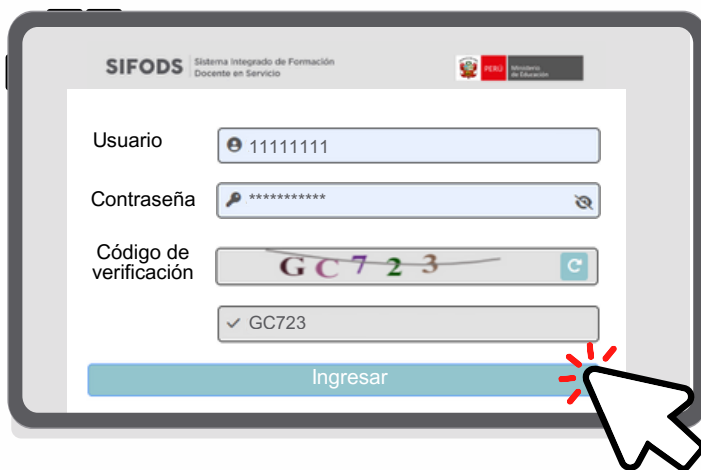 SIFODS
Sistema Integrado de Formación
Docente en Servicio
PERÚ
Ministerio
de Educación
Usuario
11111111
Contraseña
***********
Código de
verificación
GC723
GC723
Ingresar